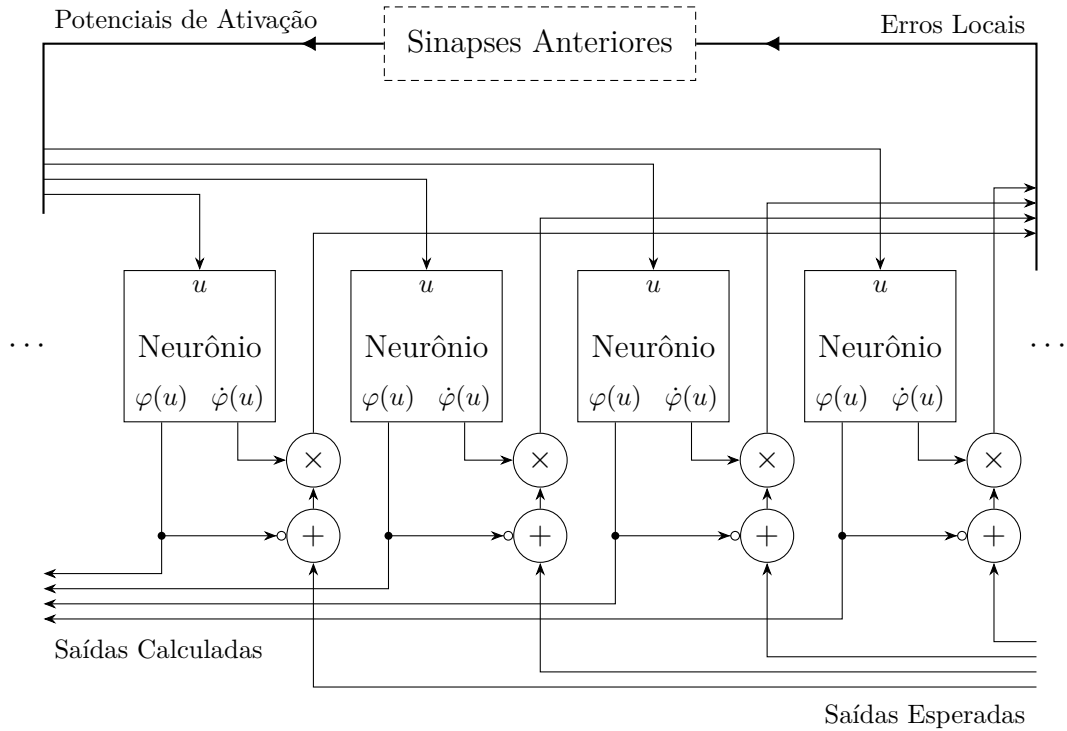 Potenciais de Ativação
Sinapses Anteriores
Erros Locais
u u u u
... Neurônio Neurônio Neurônio Neurônio ...
φ(u) φ̇(u) φ(u) φ̇(u) φ(u) φ̇(u) φ(u) φ̇(u)
× × × ×
+ + + +
Saídas Calculadas
Saídas Esperadas